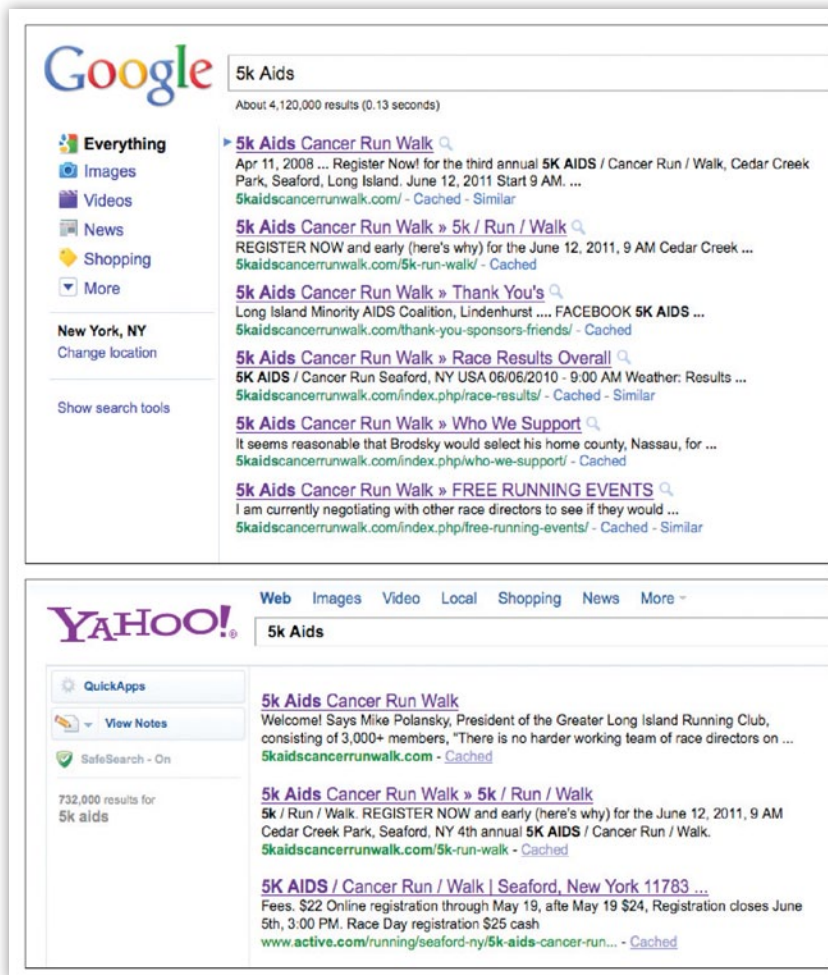 Google
5k Aids
About 4,120,000 results (0.13 seconds)
Everything
Images
Videos
News
Shopping
More
New York, NY
Change location
Show search tools
5k Aids Cancer Run Walk
Apr 11, 2008 ... Register Now! for the third annual 5K AIDS / Cancer Run / Walk, Cedar Creek
Park, Seaford, Long Island. June 12, 2011 Start 9 AM. ...
5kaidscancerrunwalk.com/ - Cached - Similar
5k Aids Cancer Run Walk » 5k / Run / Walk
REGISTER NOW and early (here's why) for the June 12, 2011, 9 AM Cedar Creek ...
5kaidscancerrunwalk.com/5k-run-walk/ - Cached
5k Aids Cancer Run Walk » Thank You's
Long Island Minority AIDS Coalition, Lindenhurst .... FACEBOOK 5K AIDS ...
5kaidscancerrunwalk.com/thank-you-sponsors-friends/ - Cached
5k Aids Cancer Run Walk » Race Results Overall
5K AIDS / Cancer Run Seaford, NY USA 06/06/2010 - 9:00 AM Weather: Results ...
5kaidscancerrunwalk.com/index.php/race-results/ - Cached - Similar
5k Aids Cancer Run Walk » Who We Support
It seems reasonable that Brodsky would select his home county, Nassau, for ...
5kaidscancerrunwalk.com/index.php/who-we-support/ - Cached
5k Aids Cancer Run Walk » FREE RUNNING EVENTS
I am currently negotiating with other race directors to see if they would ...
5kaidscancerrunwalk.com/index.php/free-running-events/ - Cached - Similar
YAHOO!®
Web Images Video Local Shopping News More
5k Aids
QuickApps
View Notes
SafeSearch - On
732,000 results for
5k aids
5k Aids Cancer Run Walk
Welcome! Says Mike Polansky, President of the Greater Long Island Running Club,
consisting of 3,000+ members, "There is no harder working team of race directors on ...
5kaidscancerrunwalk.com - Cached
5k Aids Cancer Run Walk » 5k / Run / Walk
5k / Run / Walk. REGISTER NOW and early (here's why) for the June 12, 2011, 9 AM
Cedar Creek Park, Seaford, NY 4th annual 5K AIDS / Cancer Run / Walk.
5kaidscancerrunwalk.com/5k-run-walk - Cached
5K AIDS / Cancer Run / Walk | Seaford, New York 11783 ...
Fees. $22 Online registration through May 19, afte May 19 $24, Registration closes June
5th, 3:00 PM. Race Day registration $25 cash
www.active.com/running/seaford-ny/5k-aids-cancer-run... - Cached